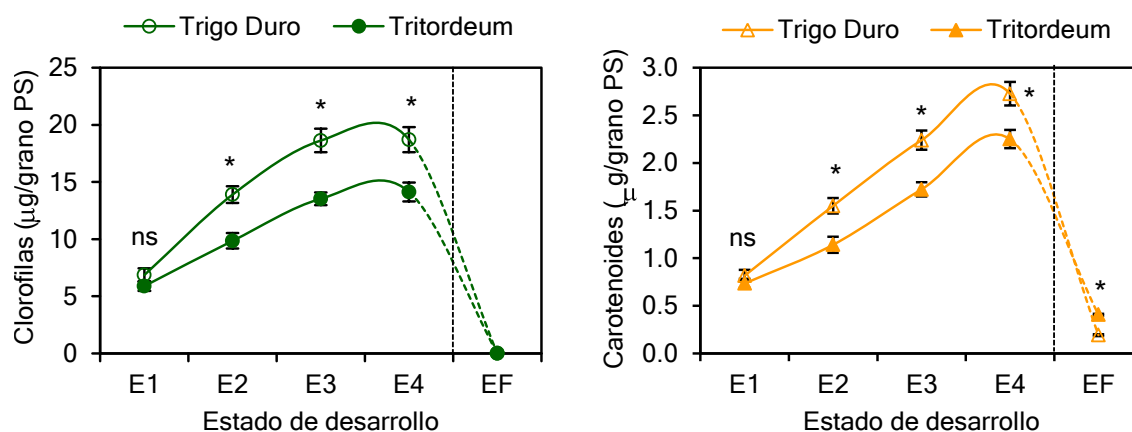 Trigo Duro Tritordeum
Clorofilas (μg/grano PS)
25
20
15
10
5
0
ns
*
*
*
E1 E2 E3 E4 EF
Estado de desarrollo
Trigo Duro Tritordeum
Carotenoides (μg/grano PS)
3.0
2.5
2.0
1.5
1.0
0.5
0.0
ns
*
*
*
*
E1 E2 E3 E4 EF
Estado de desarrollo